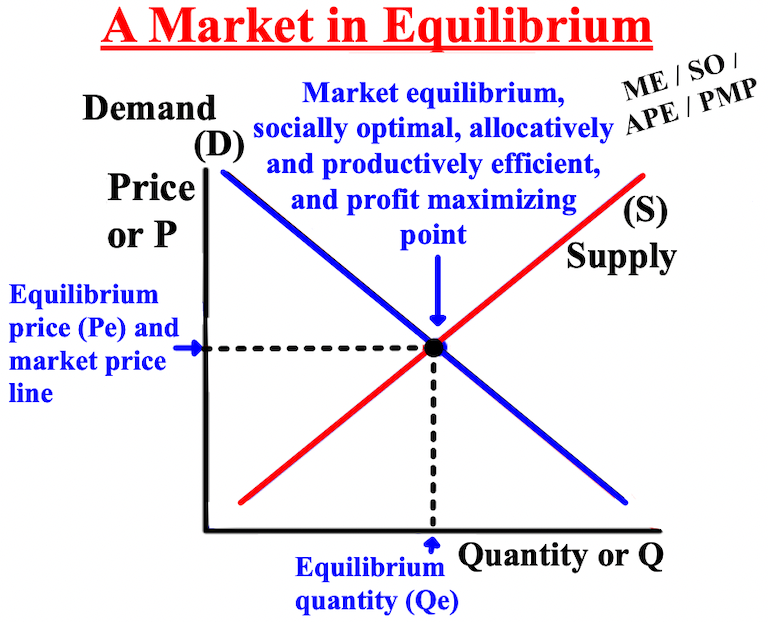 A Market in Equilibrium
ME / SO /
APE / PMP
Demand
(D)
Market equilibrium,
socially optimal, allocatively
and productively efficient,
and profit maximizing
point
Price
or P
(S)
Supply
Equilibrium
price (Pe) and
market price
line
Quantity or Q
Equilibrium
quantity (Qe)